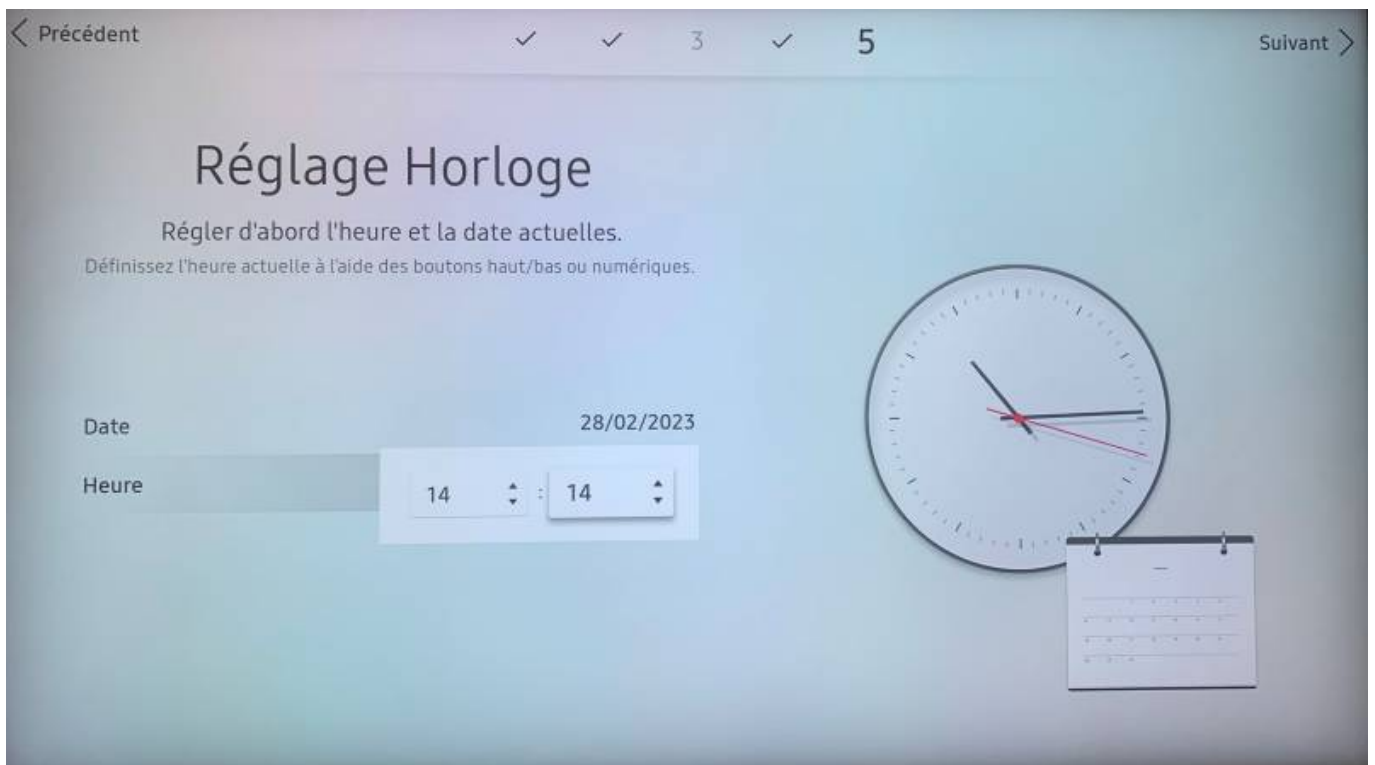 Précédent
3
5
Suivant
Réglage Horloge
Régler d'abord l'heure et la date actuelles.
Définissez l'heure actuelle à l'aide des boutons haut/bas ou numériques.
Date
28/02/2023
Heure
14 : 14